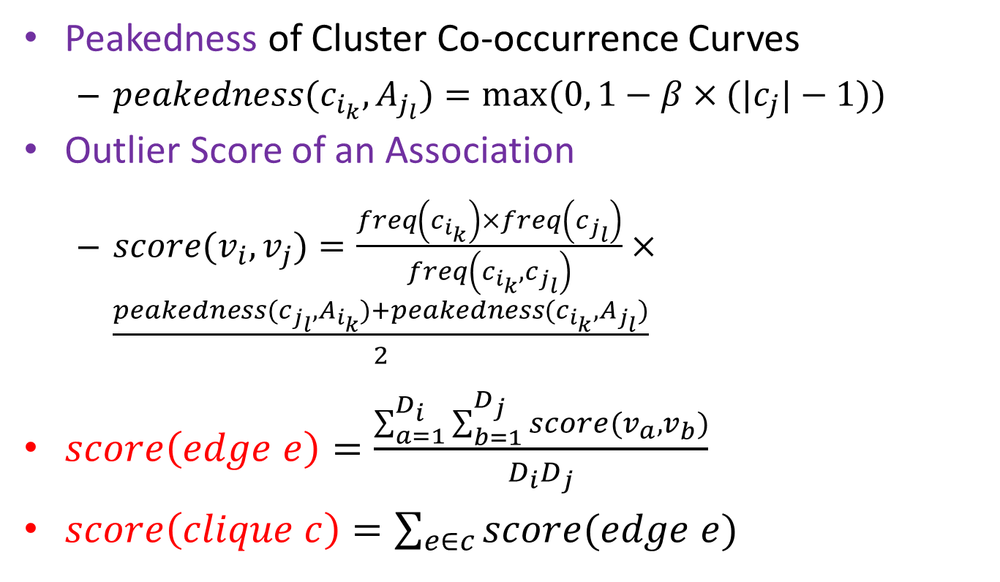 • Peakedness of Cluster Co-occurrence Curves
– $peakedness(c_{i_k}, A_{j_l}) = \max(0, 1 - \beta \times (|c_j| - 1))$
• Outlier Score of an Association
– $score(v_i, v_j) = \frac{freq(c_{i_k}) \times freq(c_{j_l})}{freq(c_{i_k}, c_{j_l})} \times$
$\frac{peakedness(c_{j_l}, A_{i_k}) + peakedness(c_{i_k}, A_{j_l})}{2}$
• $score(edge\ e) = \frac{\sum_{a=1}^{D_i} \sum_{b=1}^{D_j} score(v_a, v_b)}{D_i D_j}$
• $score(clique\ c) = \sum_{e \in c} score(edge\ e)$